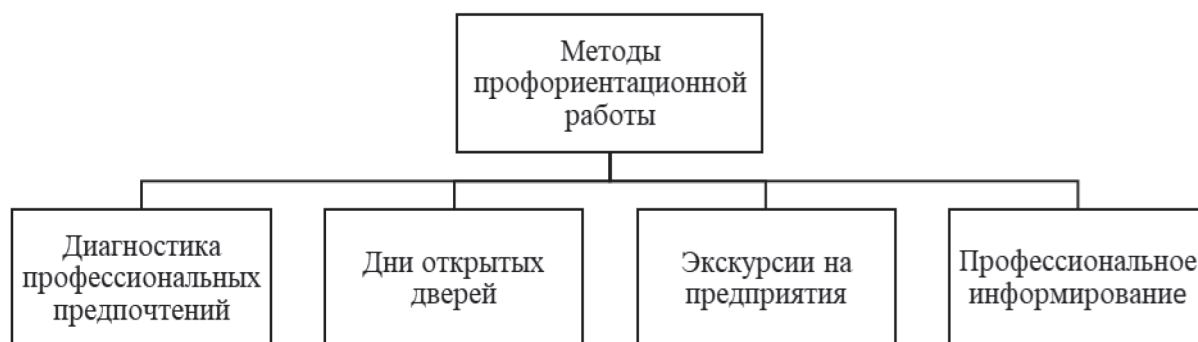 Методы
профориентационной
работы
Диагностика
профессиональных
предпочтений
Дни открытых
дверей
Экскурсии на
предприятия
Профессиональное
информирование